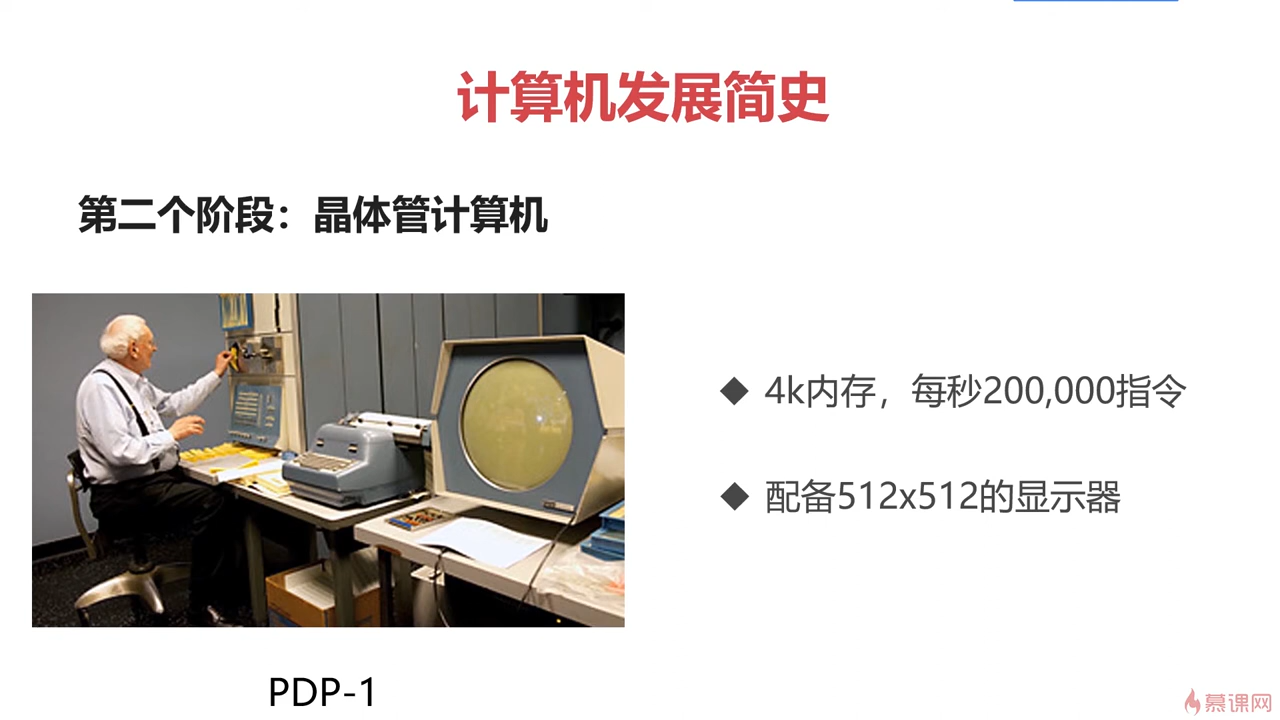 计算机发展简史
第二个阶段：晶体管计算机
◆ 4k内存，每秒200,000指令
◆ 配备512x512的显示器
PDP-1
慕课网